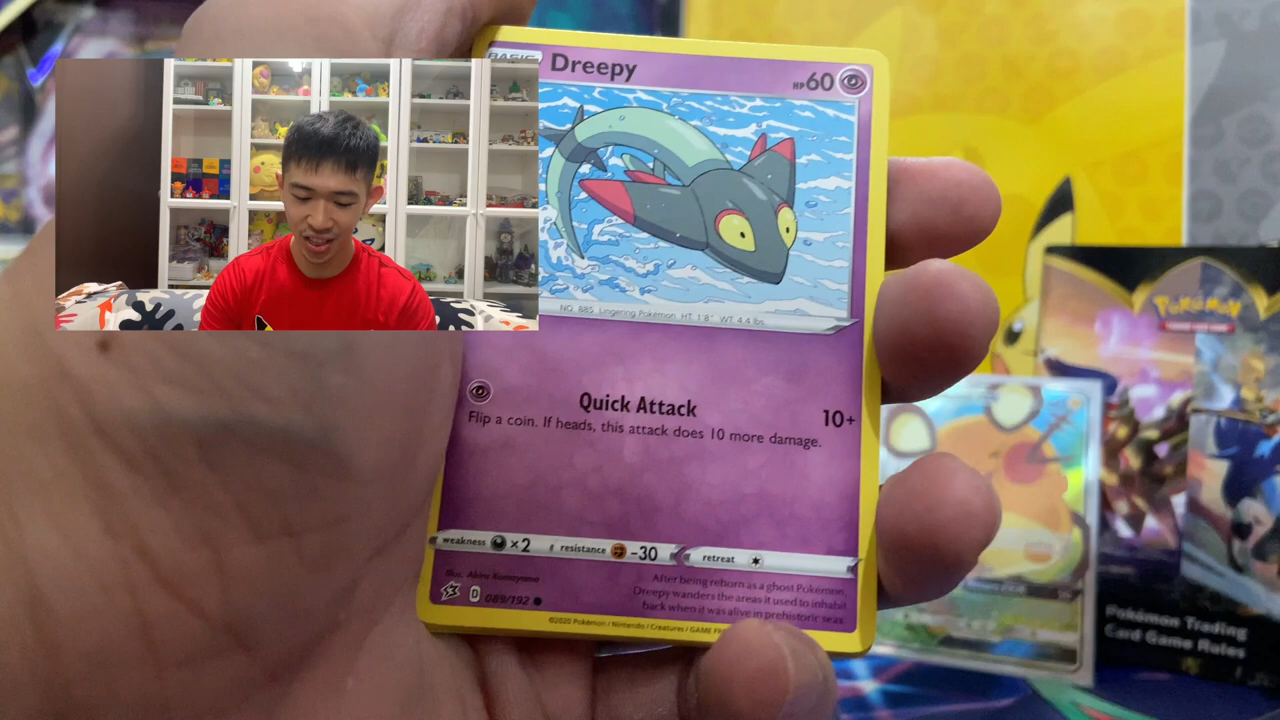 BASIC
Dreepy
HP 60
NO. 885 Lingering Pokémon HT: 1'8" WT: 4.4 lbs.
Quick Attack 10+
Flip a coin. If heads, this attack does 10 more damage.
weakness ×2 resistance -30 retreat
Illus. Akira Komayama
D 089/192
After being reborn as a ghost Pokémon,
Dreepy wanders the areas it used to inhabit
back when it was alive in prehistoric seas.
©2020 Pokémon / Nintendo / Creatures / GAME
Pokémon
Pokémon Trading
Card Game Rules